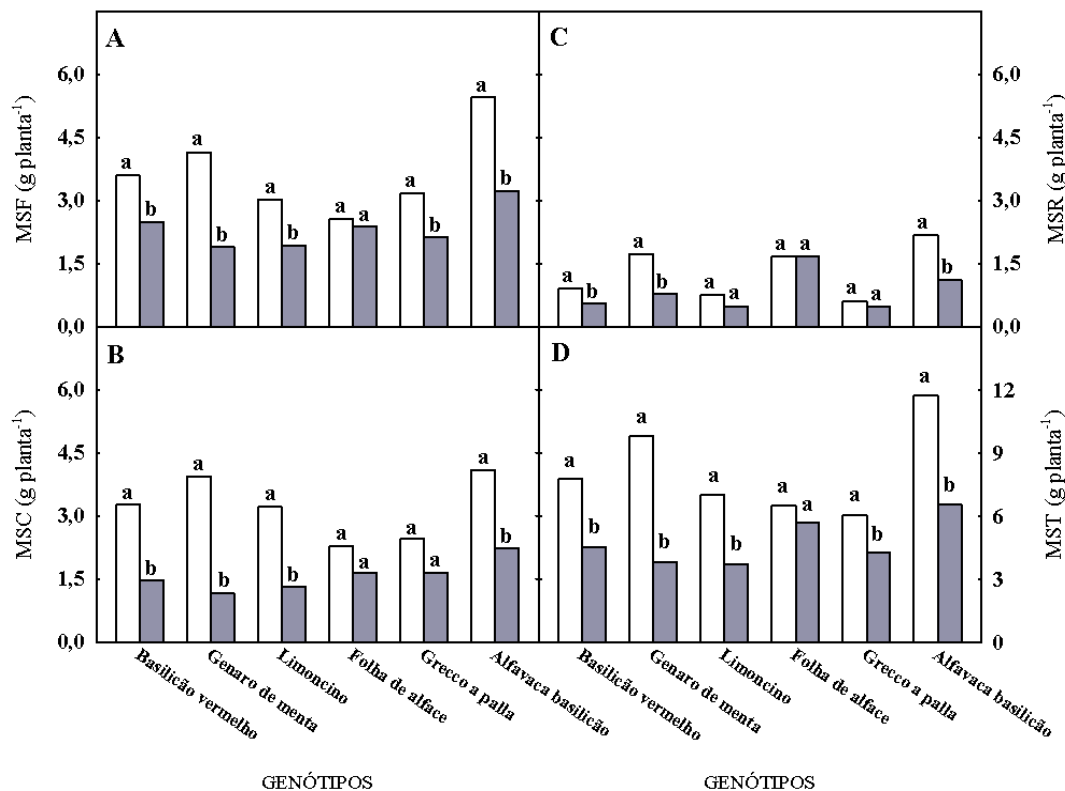 A
MSF (g planta⁻¹)
6,0
4,5
3,0
1,5
0,0
a b a b a b a a a b a b
C
MSR (g planta⁻¹)
6,0
4,5
3,0
1,5
0,0
a b a b a a a a a a a b
B
MSC (g planta⁻¹)
6,0
4,5
3,0
1,5
0,0
a b a b a b a a a a a b
D
MST (g planta⁻¹)
12
9
6
3
0
a b a b a b a a a b a b
Basilicão vermelho
Genaro de menta
Limoncino
Folha de alface
Grecco a palla
Alfavaca basilicão
GENÓTIPOS
Basilicão vermelho
Genaro de menta
Limoncino
Folha de alface
Grecco a palla
Alfavaca basilicão
GENÓTIPOS